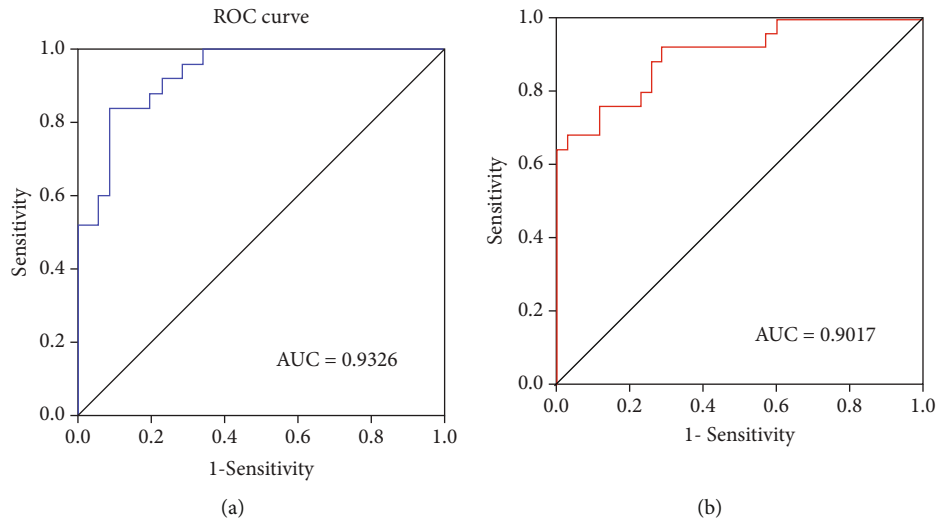 ROC curve
1.0
0.8
0.6
0.4
0.2
0.0
Sensitivity
AUC = 0.9326
0.0 0.2 0.4 0.6 0.8 1.0
1-Sensitivity
(a)
1.0
0.8
0.6
0.4
0.2
0.0
Sensitivity
AUC = 0.9017
0.0 0.2 0.4 0.6 0.8 1.0
1- Sensitivity
(b)